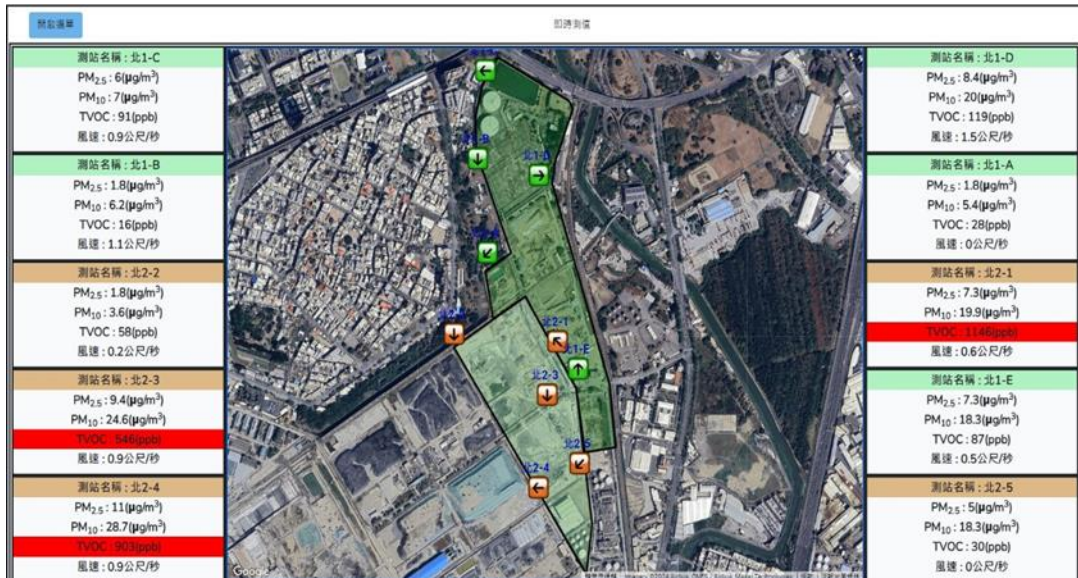 開啟選單
即時測值
測站名稱 : 北1-C
PM2.5 : 6(μg/m³)
PM10 : 7(μg/m³)
TVOC : 91(ppb)
風速 : 0.9公尺/秒
測站名稱 : 北1-B
PM2.5 : 1.8(μg/m³)
PM10 : 6.2(μg/m³)
TVOC : 16(ppb)
風速 : 1.1公尺/秒
測站名稱 : 北2-2
PM2.5 : 1.8(μg/m³)
PM10 : 3.6(μg/m³)
TVOC : 58(ppb)
風速 : 0.2公尺/秒
測站名稱 : 北2-3
PM2.5 : 9.4(μg/m³)
PM10 : 24.6(μg/m³)
TVOC : 546(ppb)
風速 : 0.9公尺/秒
測站名稱 : 北2-4
PM2.5 : 11(μg/m³)
PM10 : 28.7(μg/m³)
TVOC : 903(ppb)
風速 : 0.9公尺/秒
北1-D
北2-1
北1-E
北2-3
北2-5
北2-4
Google
測站名稱 : 北1-D
PM2.5 : 8.4(μg/m³)
PM10 : 20(μg/m³)
TVOC : 119(ppb)
風速 : 1.5公尺/秒
測站名稱 : 北1-A
PM2.5 : 1.8(μg/m³)
PM10 : 5.4(μg/m³)
TVOC : 28(ppb)
風速 : 0公尺/秒
測站名稱 : 北2-1
PM2.5 : 7.3(μg/m³)
PM10 : 19.9(μg/m³)
TVOC : 1146(ppb)
風速 : 0.6公尺/秒
測站名稱 : 北1-E
PM2.5 : 7.3(μg/m³)
PM10 : 18.3(μg/m³)
TVOC : 87(ppb)
風速 : 0.5公尺/秒
測站名稱 : 北2-5
PM2.5 : 5(μg/m³)
PM10 : 18.3(μg/m³)
TVOC : 30(ppb)
風速 : 0公尺/秒